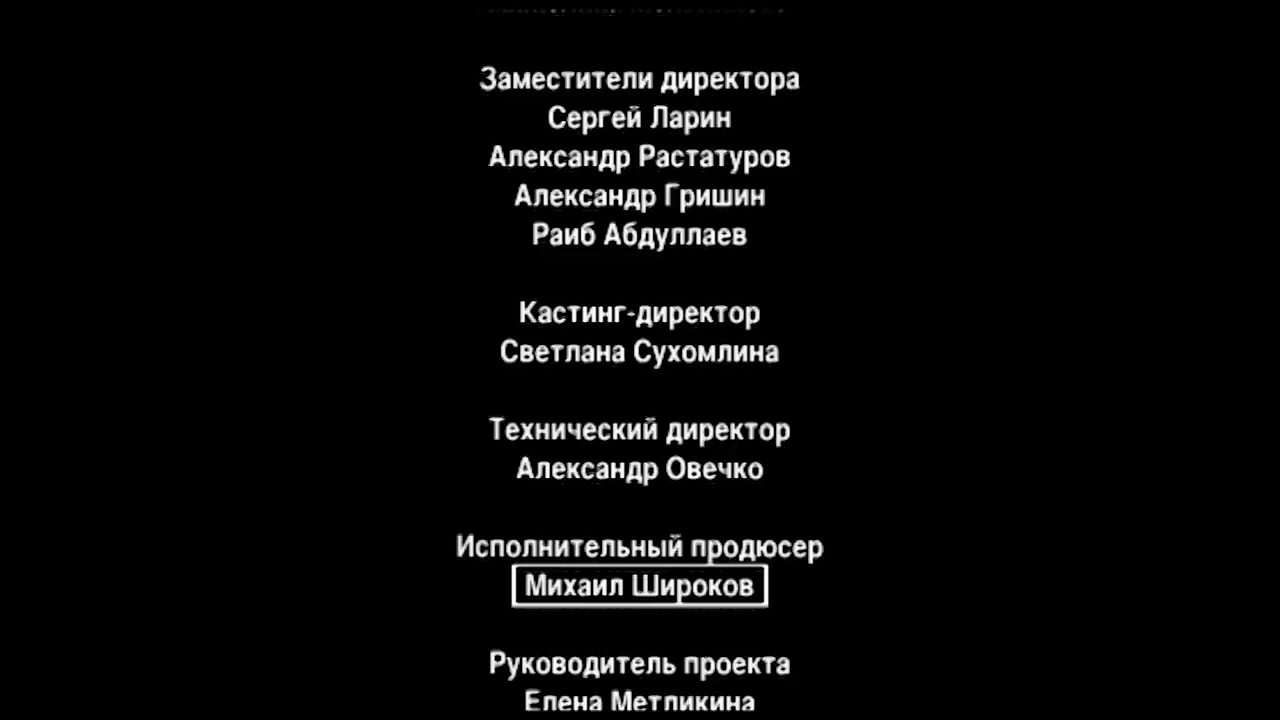 Заместители директора
Сергей Ларин
Александр Растатуров
Александр Гришин
Раиб Абдуллаев
Кастинг-директор
Светлана Сухомлина
Технический директор
Александр Овечко
Исполнительный продюсер
Михаил Широков
Руководитель проекта
Елена Метликина